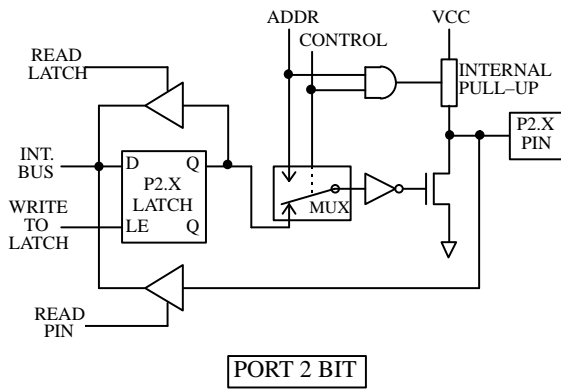 ADDR
VCC
CONTROL
READ
LATCH
INTERNAL
PULL–UP
P2.X
PIN
INT.
BUS
D Q
P2.X
LATCH
MUX
WRITE
TO
LATCH
LE Q
READ
PIN
PORT 2 BIT